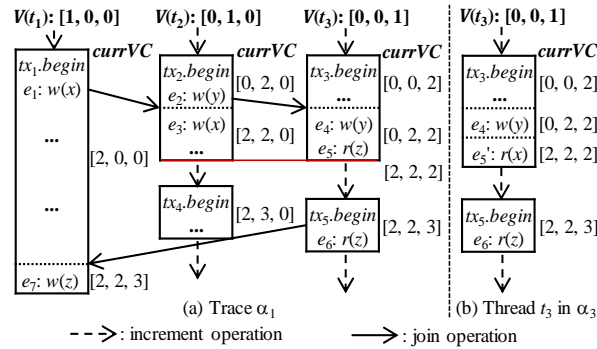 V(t₁): [1, 0, 0] V(t₂): [0, 1, 0] V(t₃): [0, 0, 1] V(t₃): [0, 0, 1]
currVC currVC currVC currVC
tx₁.begin tx₂.begin tx₃.begin tx₃.begin
e₁: w(x) [0, 2, 0] ... [0, 0, 2] ... [0, 0, 2]
e₂: w(y)
e₃: w(x) e₄: w(y) [0, 2, 2] e₄: w(y) [0, 2, 2]
... [2, 2, 0] e₅: r(z) e₅': r(x) [2, 2, 2]
[2, 0, 0] ... [2, 2, 2]
... tx₄.begin [2, 3, 0] tx₅.begin [2, 2, 3] tx₅.begin [2, 2, 3]
... e₆: r(z) e₆: r(z)
e₇: w(z) [2, 2, 3]
(a) Trace α₁ (b) Thread t₃ in α₃
: increment operation : join operation